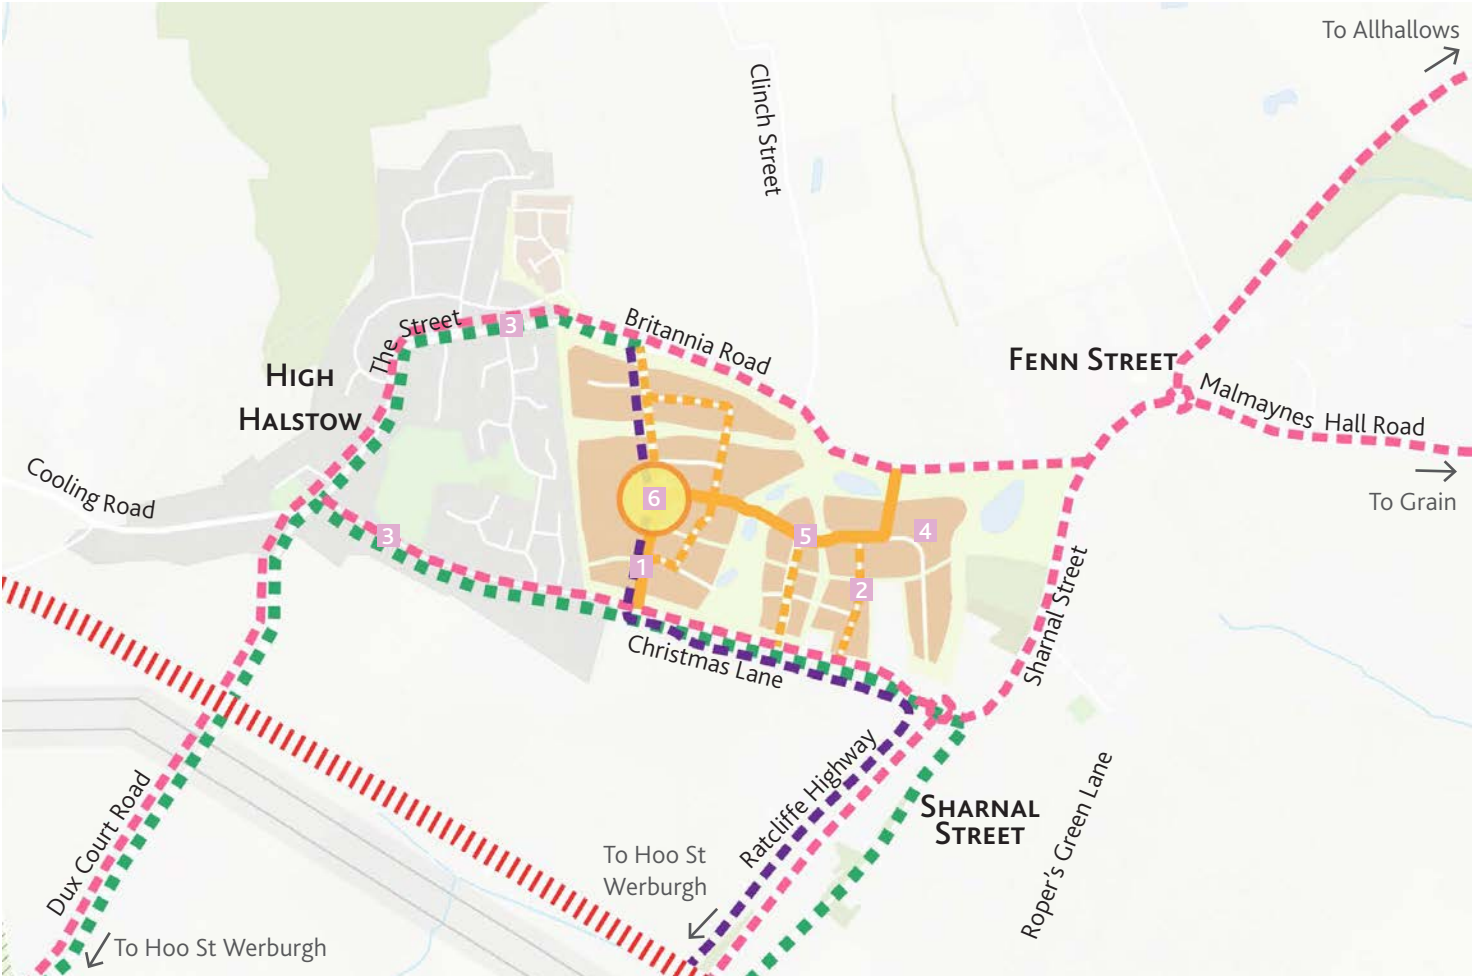 To Allhallows
Clinch Street
The Street
3
Britannia Road
FENN STREET
HIGH
HALSTOW
Malmaynes Hall Road
Cooling Road
To Grain
6
3
5
4
1
2
Sharnal Street
Christmas Lane
Ratcliffe Highway
SHARNAL
STREET
Roper's Green Lane
Dux Court Road
To Hoo St
Werburgh
To Hoo St Werburgh